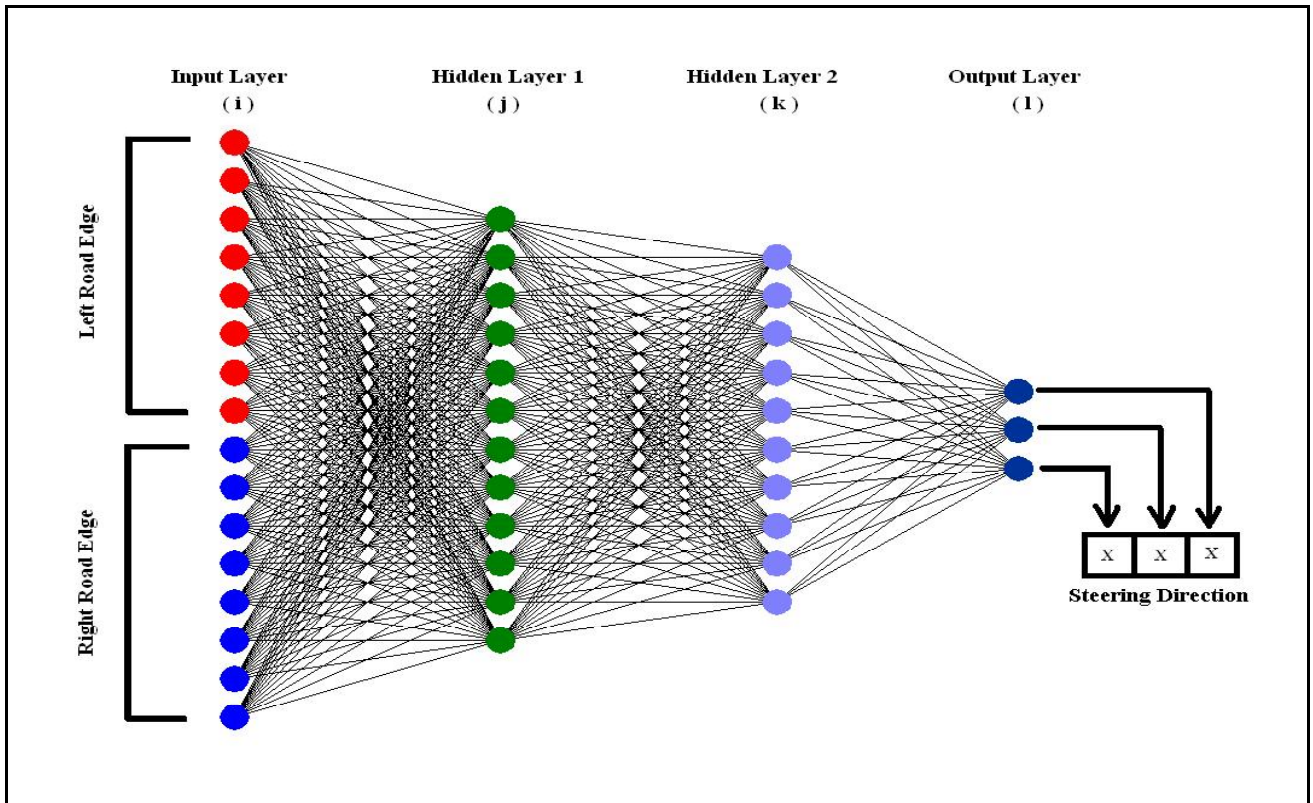 Input Layer
( i )
Hidden Layer 1
( j )
Hidden Layer 2
( k )
Output Layer
( l )
Left Road Edge
Right Road Edge
x x x
Steering Direction